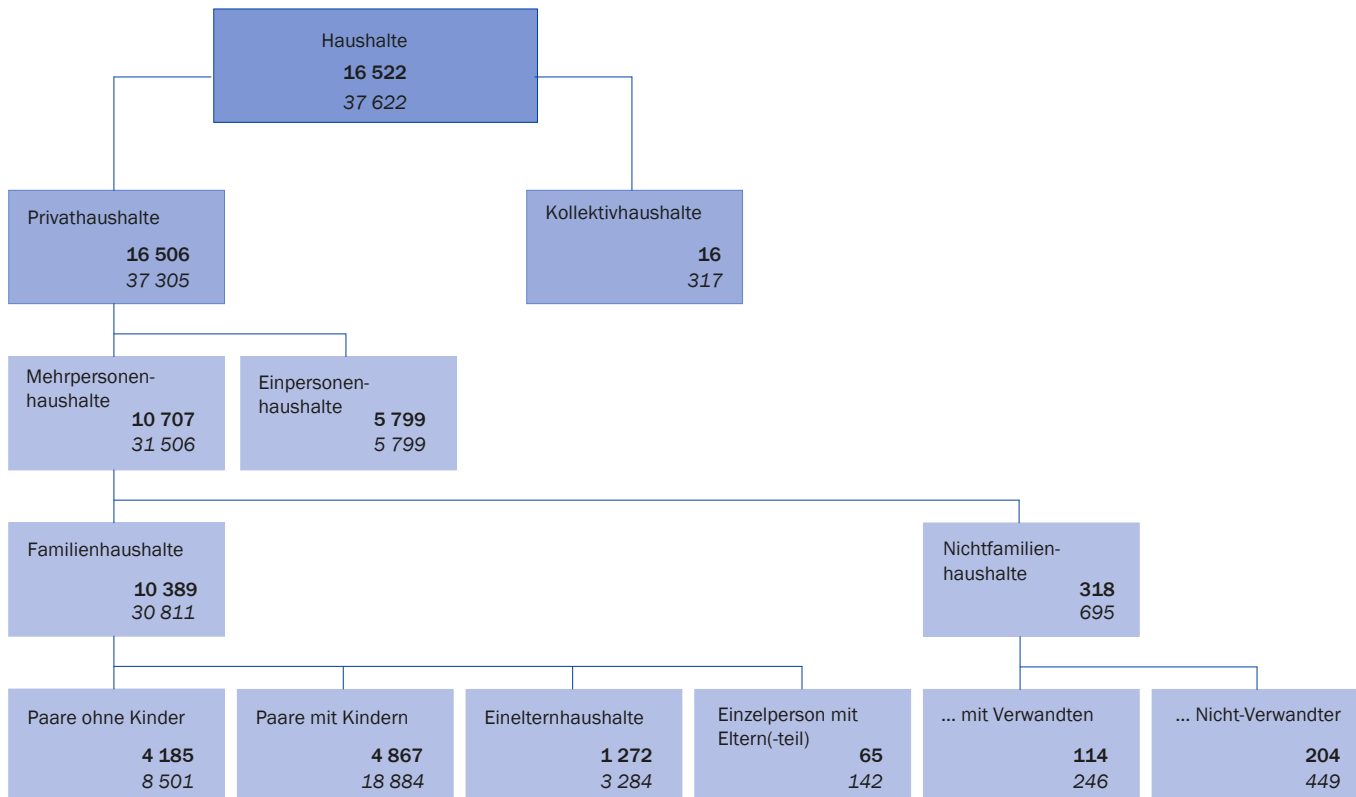 Haushalte
16 522
37 622
Privathaushalte
16 506
37 305
Kollektivhaushalte
16
317
Mehrpersonen-
haushalte
10 707
31 506
Einpersonen-
haushalte
5 799
5 799
Familienhaushalte
10 389
30 811
Nichtfamilien-
haushalte
318
695
Paare ohne Kinder
4 185
8 501
Paare mit Kindern
4 867
18 884
Einelternhaushalte
1 272
3 284
Einzelperson mit
Eltern(-teil)
65
142
... mit Verwandten
114
246
... Nicht-Verwandter
204
449